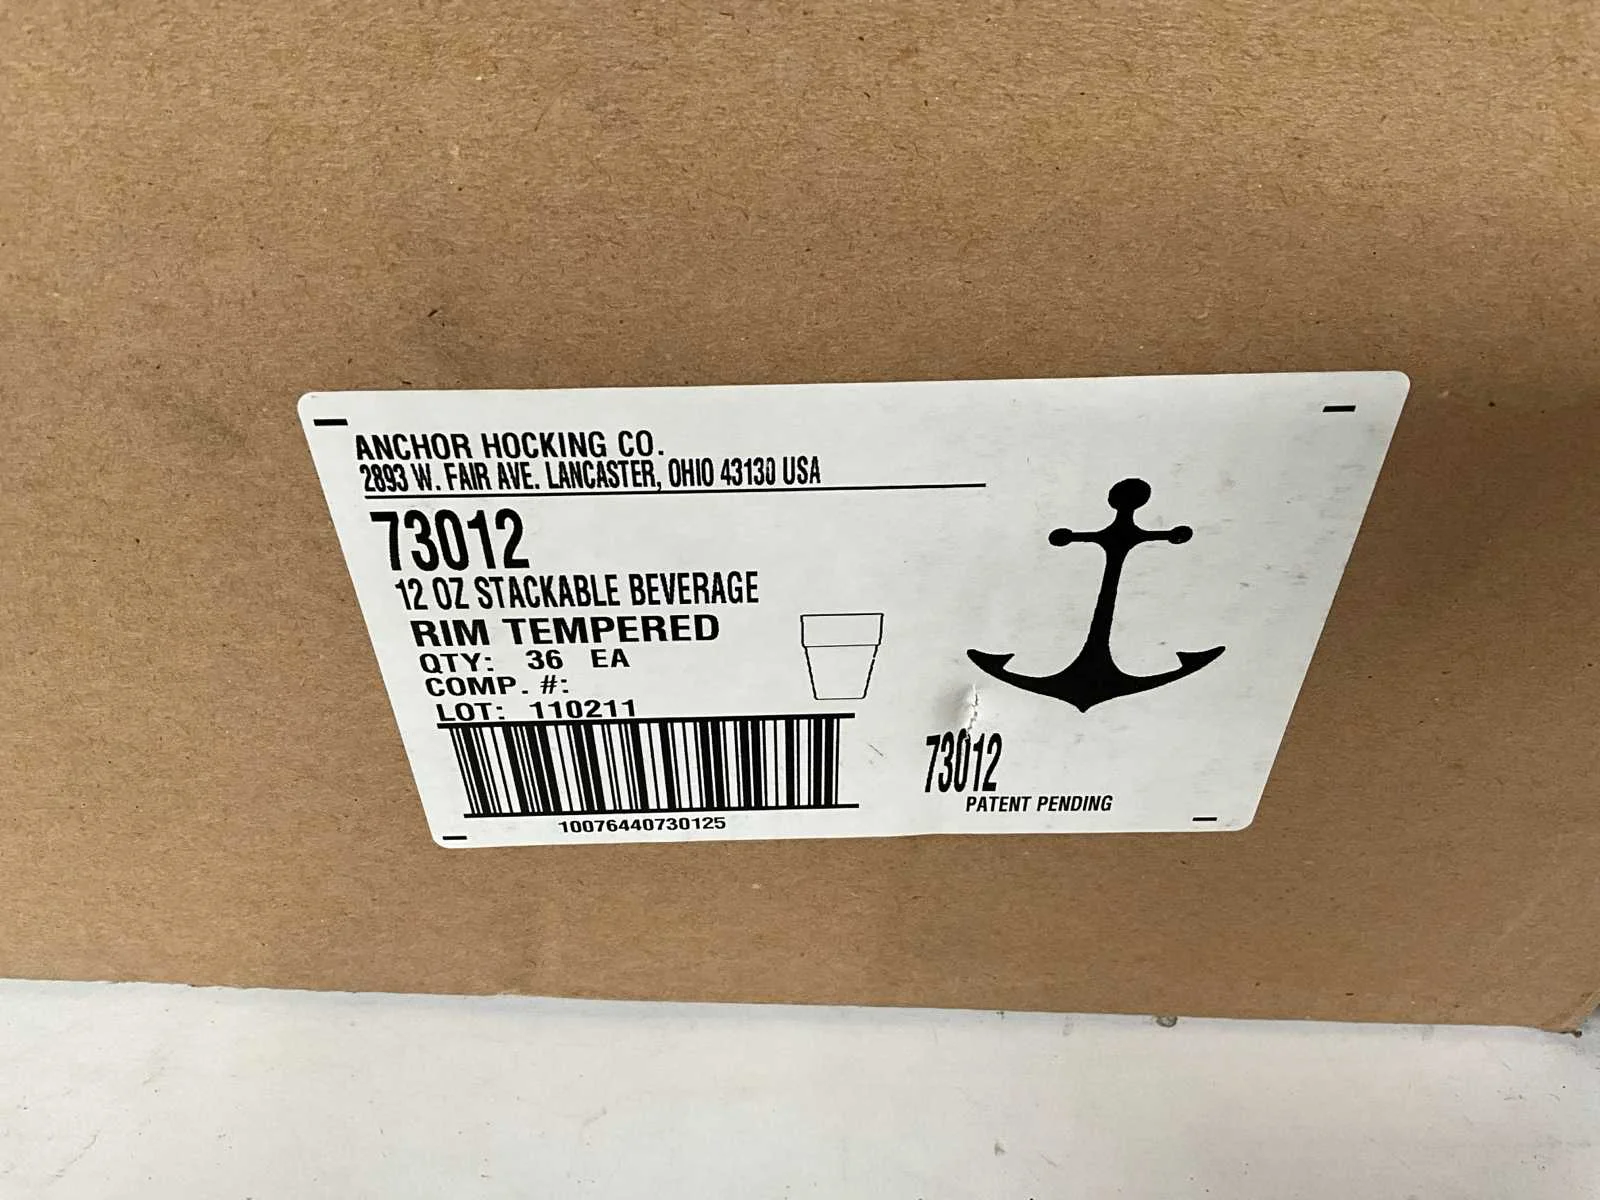 ANCHOR HOCKING CO.
2893 W. FAIR AVE. LANCASTER, OHIO 43130 USA
73012
12 OZ STACKABLE BEVERAGE
RIM TEMPERED
QTY: 36 EA
COMP. #:
LOT: 110211
10076440730125
73012
PATENT PENDING